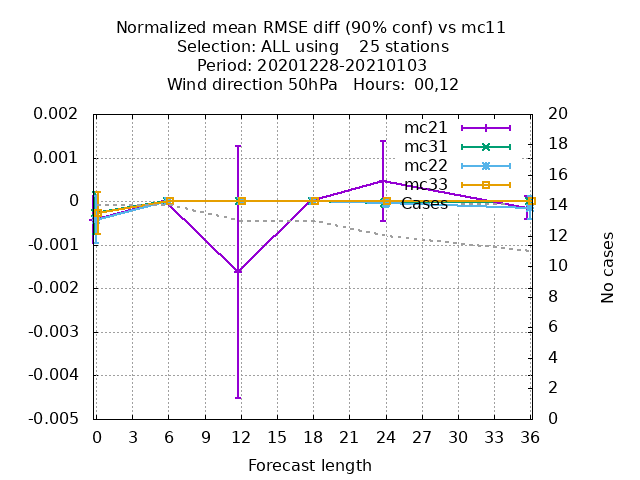 Normalized mean RMSE diff (90% conf) vs mc11
Selection: ALL using    25 stations
Period: 20201228-20210103
Wind direction 50hPa   Hours:  00,12
0.002
0.001
0
-0.001
-0.002
-0.003
-0.004
-0.005
20
18
16
14
12
10
8
6
4
2
0
mc21
mc31
mc22
mc33
Cases
No cases
0 3 6 9 12 15 18 21 24 27 30 33 36
Forecast length